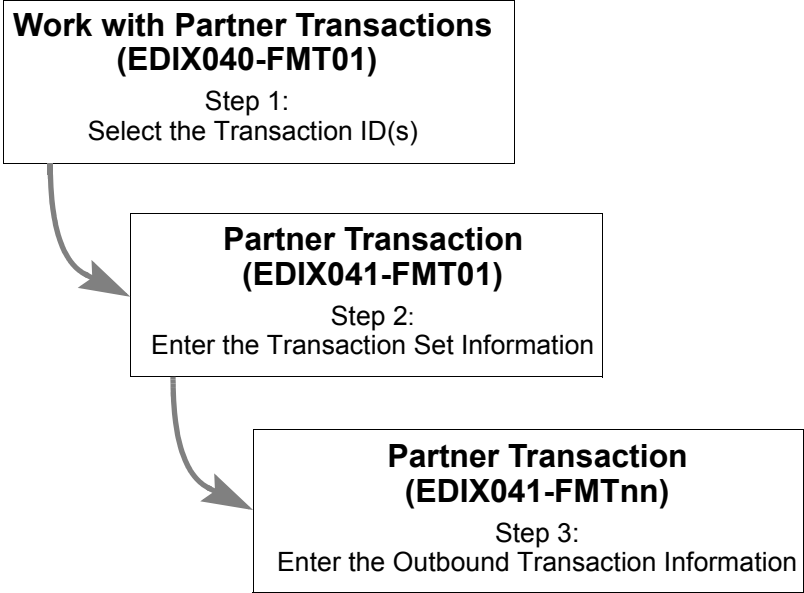 Work with Partner Transactions
(EDIX040-FMT01)
Step 1:
Select the Transaction ID(s)
Partner Transaction
(EDIX041-FMT01)
Step 2:
Enter the Transaction Set Information
Partner Transaction
(EDIX041-FMTnn)
Step 3:
Enter the Outbound Transaction Information